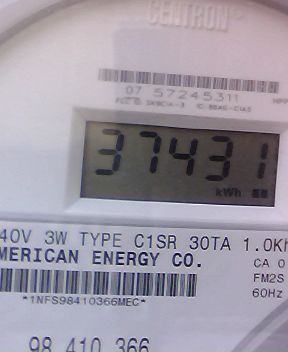 CENTRON®
07 57245311
37431
kWh
40V 3W TYPE C1SR 30TA 1.0Kh
MERICAN ENERGY CO.
CA 0
FM2S
60Hz
*1NFS98410366MEC*
98 410 366